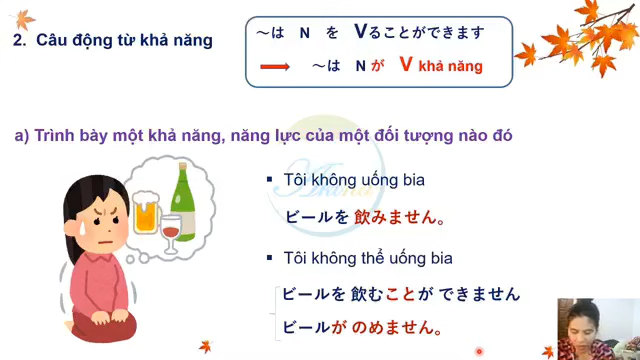 2. Câu động từ khả năng
～は N を Vることができます
～は N が V khả năng
a) Trình bày một khả năng, năng lực của một đối tượng nào đó
▪ Tôi không uống bia
ビールを 飲みません。
▪ Tôi không thể uống bia
ビールを 飲むことが できません
ビールが のめません。